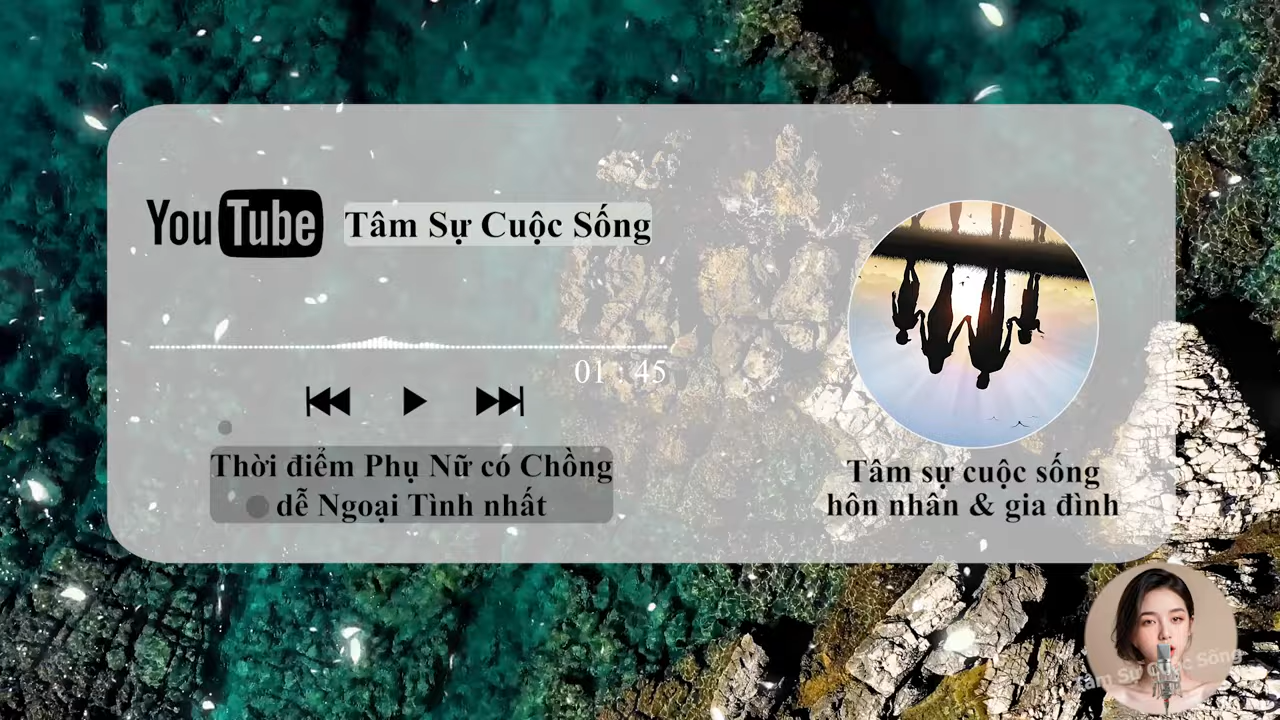 YouTube
Tâm Sự Cuộc Sống
01 : 45
Thời điểm Phụ Nữ có Chồng
dễ Ngoại Tình nhất
Tâm sự cuộc sống
hôn nhân & gia đình
Tâm Sự Cuộc Sống